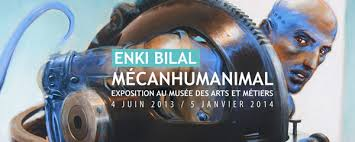 ENKI BILAL
MÉCANHUMANIMAL
EXPOSITION AU MUSÉE DES ARTS ET MÉTIERS
4 JUIN 2013 / 5 JANVIER 2014